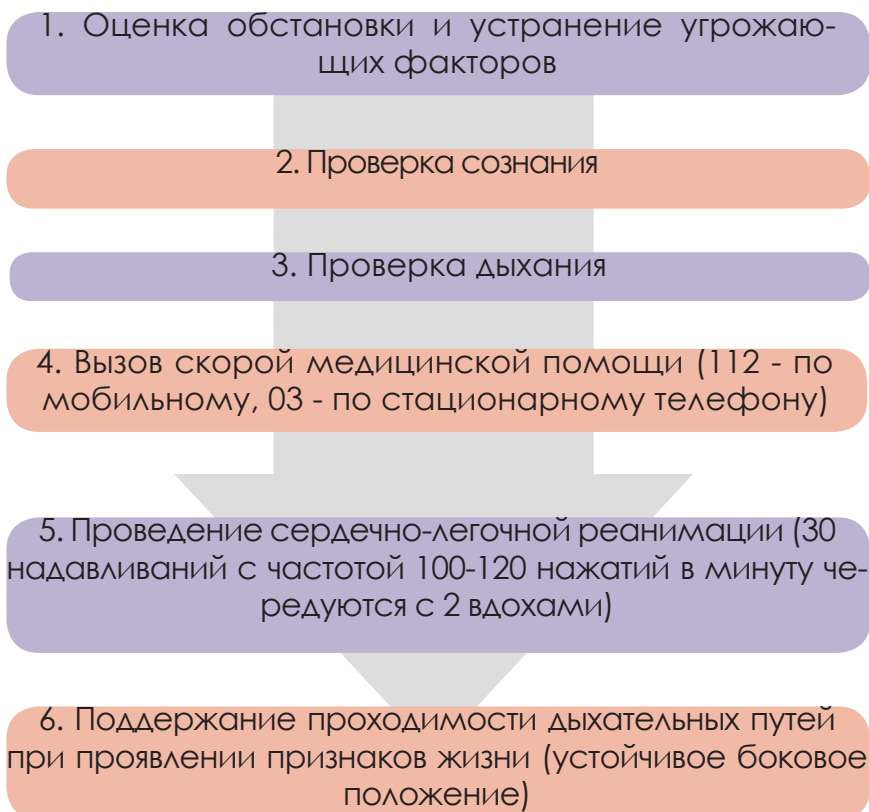 1. Оценка обстановки и устранение угрожаю-
щих факторов
2. Проверка сознания
3. Проверка дыхания
4. Вызов скорой медицинской помощи (112 - по
мобильному, 03 - по стационарному телефону)
5. Проведение сердечно-легочной реанимации (30
надавливаний с частотой 100-120 нажатий в минуту че-
редуются с 2 вдохами)
6. Поддержание проходимости дыхательных путей
при проявлении признаков жизни (устойчивое боковое
положение)